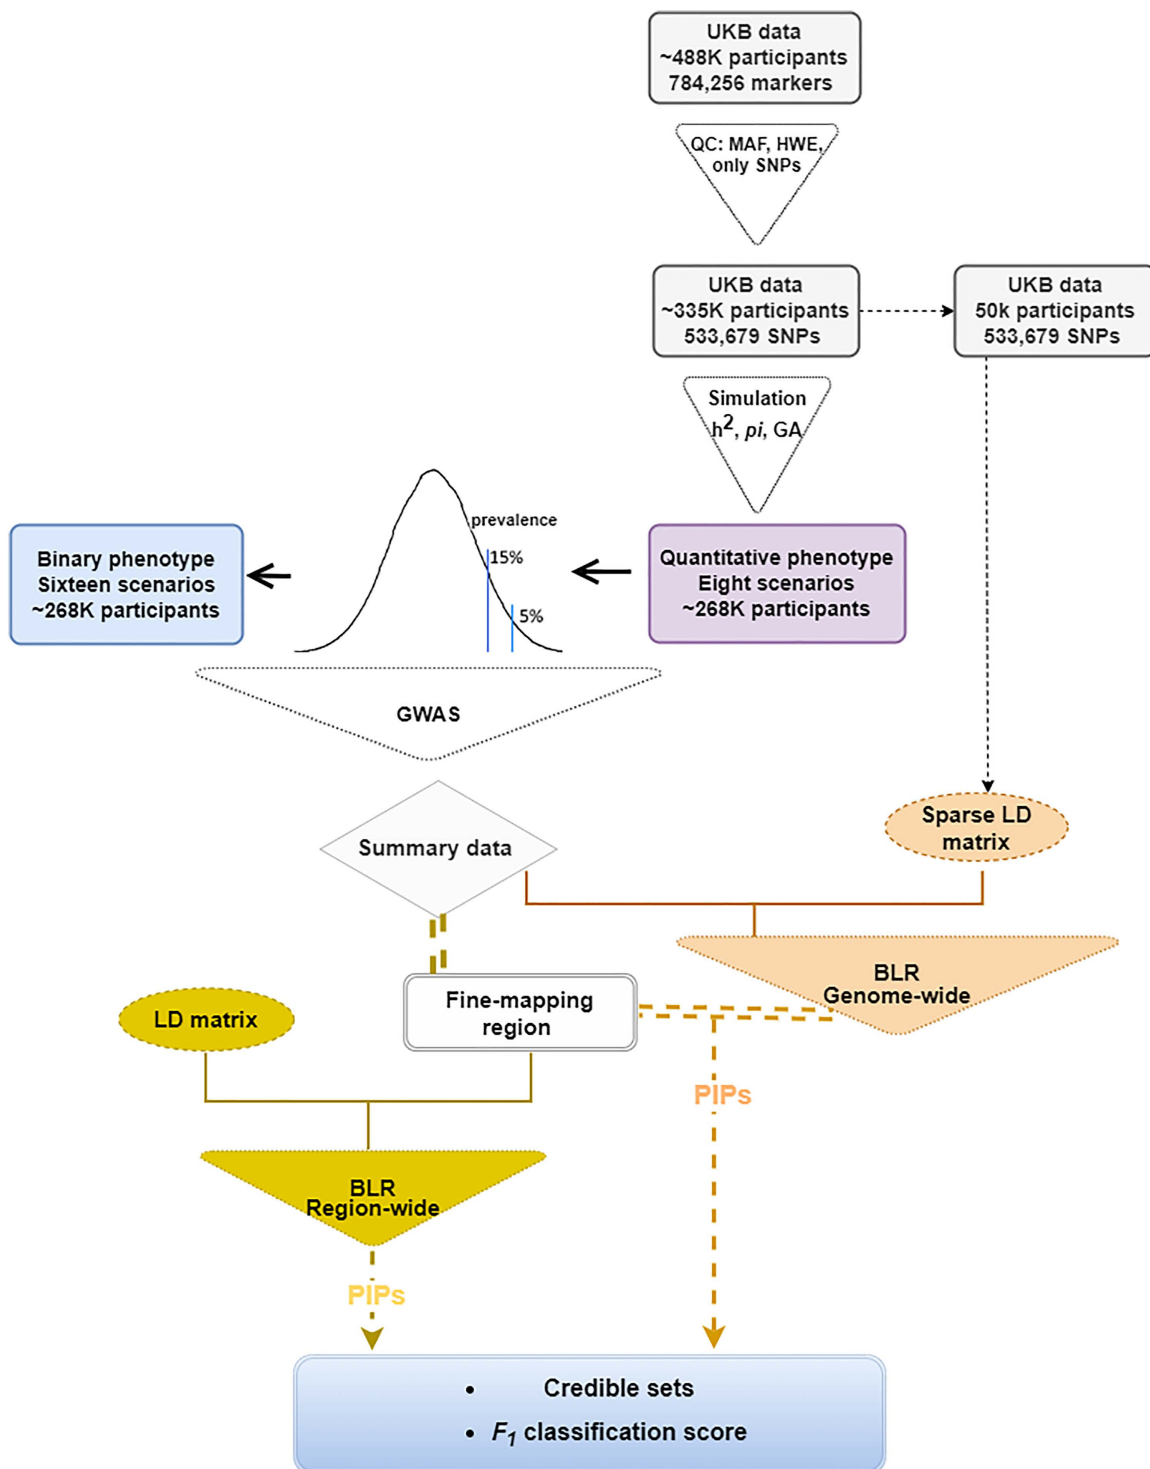 UKB data
~488K participants
784,256 markers
QC: MAF, HWE,
only SNPs
UKB data
~335K participants
533,679 SNPs
UKB data
50k participants
533,679 SNPs
Simulation
h², pi, GA
prevalence
15%
5%
Binary phenotype
Sixteen scenarios
~268K participants
Quantitative phenotype
Eight scenarios
~268K participants
GWAS
Summary data
Sparse LD
matrix
BLR
Genome-wide
Fine-mapping
region
LD matrix
PIPs
BLR
Region-wide
PIPs
• Credible sets
• F₁ classification score